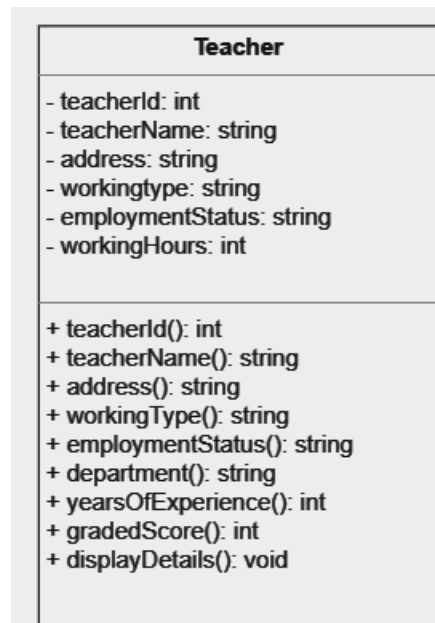 Teacher
- teacherId: int
- teacherName: string
- address: string
- workingtype: string
- employmentStatus: string
- workingHours: int
+ teacherId(): int
+ teacherName(): string
+ address(): string
+ workingType(): string
+ employmentStatus(): string
+ department(): string
+ yearsOfExperience(): int
+ gradedScore(): int
+ displayDetails(): void